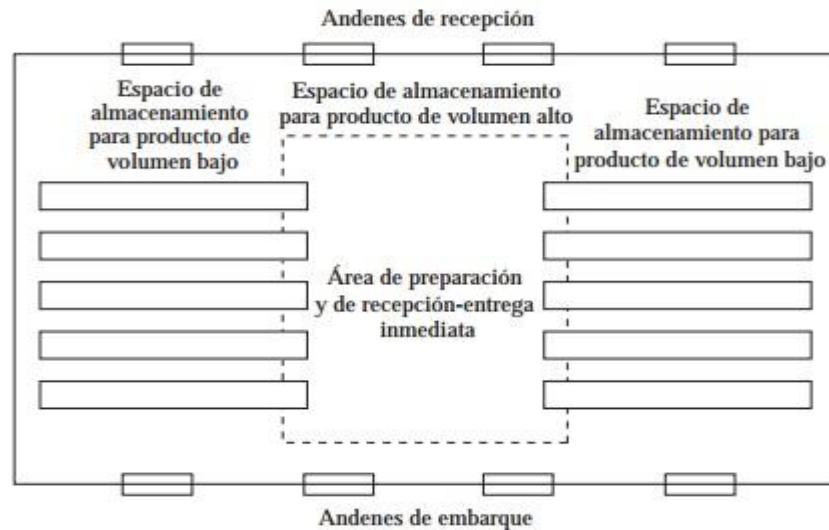 Andenes de recepción
Espacio de
almacenamiento
para producto de
volumen bajo
Espacio de almacenamiento
para producto de volumen alto
Espacio de
almacenamiento para
producto de volumen bajo
Área de preparación
y de recepción-entrega
inmediata
Andenes de embarque